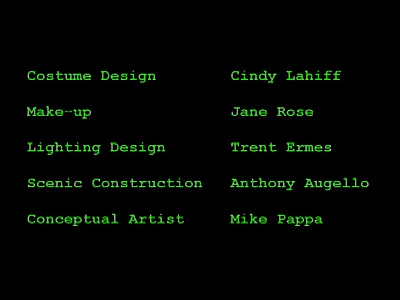 Costume Design Cindy Lahiff
Make-up Jane Rose
Lighting Design Trent Ermes
Scenic Construction Anthony Augello
Conceptual Artist Mike Pappa